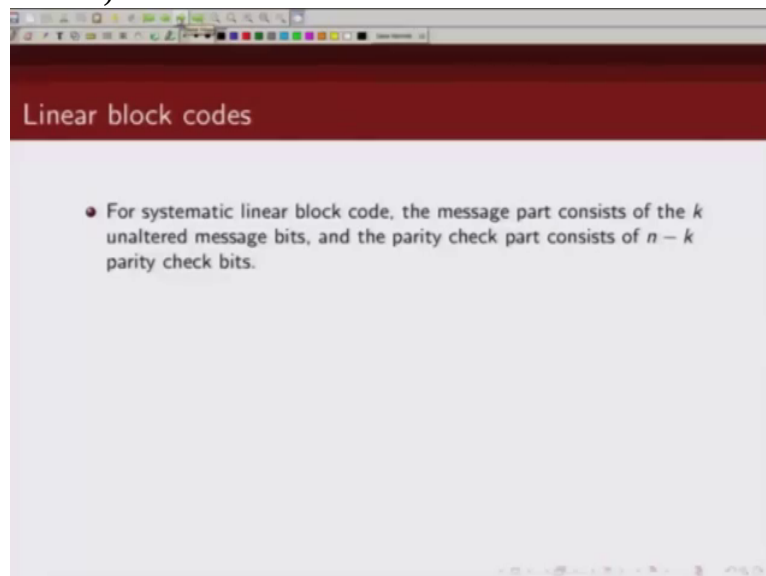 Linear block codes
For systematic linear block code, the message part consists of the k
unaltered message bits, and the parity check part consists of n − k
parity check bits.